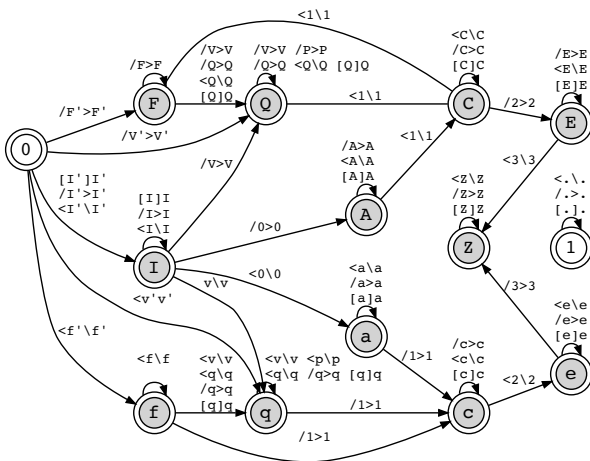 <1\1
/F>F
/V>V
/Q>Q
<Q\Q
[Q]Q
/V>V /P>P
/Q>Q <Q\Q [Q]Q
<C\C
/C>C
[C]C
/E>E
<E\E
[E]E
/F'>F'
F
Q
<1\1
C
/2>2
E
/V'>V'
0
/V>V
/A>A
<A\A
[A]A
<1\1
<3\3
[I']I'
/I'>I'
<I'\I'
[I]I
/I>I
<I\I
<Z\Z
/Z>Z
[Z]Z
<.\.
/.>.
[.].
/0>0
A
I
Z
1
<v'v'
v\v
<0\0
<a\a
/a>a
[a]a
/3>3
<f'\f'
a
<e\e
/e>e
[e]e
<f\f
<v\v
<q\q
/q>q
[q]q
<v\v <p\p
<q\q /q>q [q]q
/1>1
/c>c
<c\c
[c]c
<2\2
e
f
q
/1>1
c
/1>1